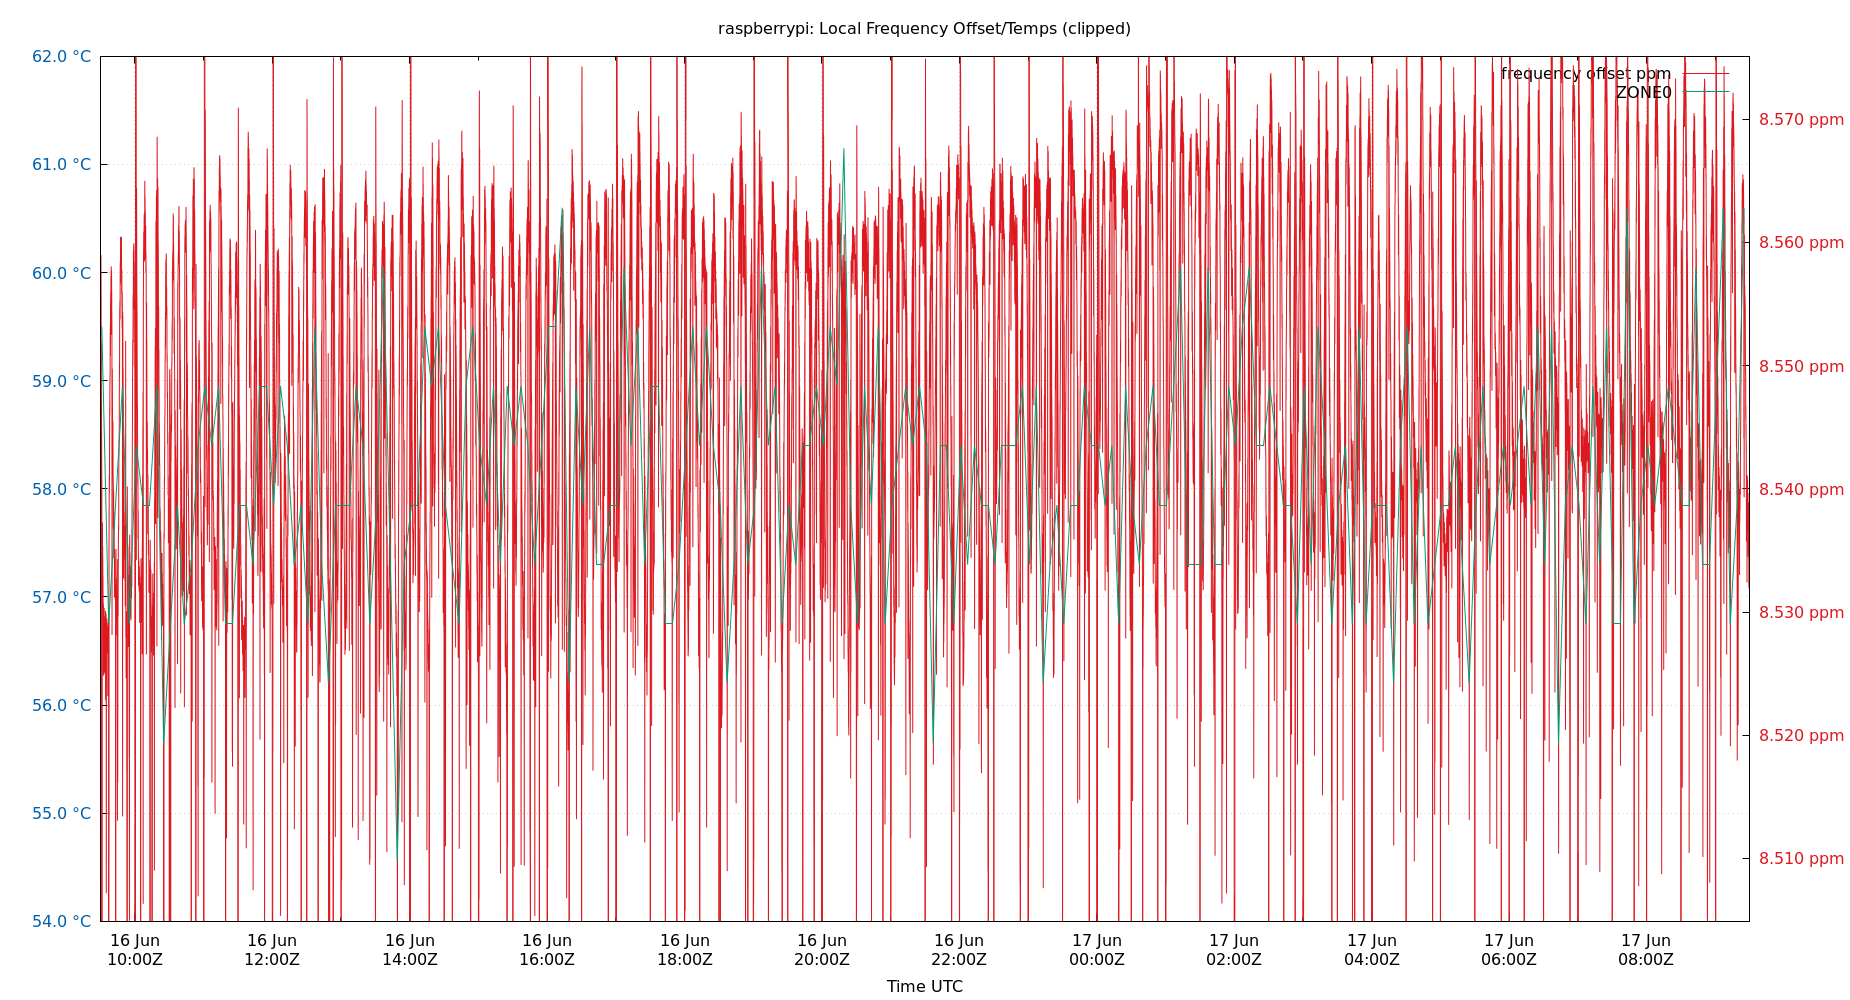 raspberrypi: Local Frequency Offset/Temps (clipped)
62.0 °C
61.0 °C
60.0 °C
59.0 °C
58.0 °C
57.0 °C
56.0 °C
55.0 °C
54.0 °C
frequency offset ppm
ZONE0
8.570 ppm
8.560 ppm
8.550 ppm
8.540 ppm
8.530 ppm
8.520 ppm
8.510 ppm
16 Jun 16 Jun 16 Jun 16 Jun 16 Jun 16 Jun 16 Jun 17 Jun 17 Jun 17 Jun 17 Jun 17 Jun
10:00Z 12:00Z 14:00Z 16:00Z 18:00Z 20:00Z 22:00Z 00:00Z 02:00Z 04:00Z 06:00Z 08:00Z
Time UTC